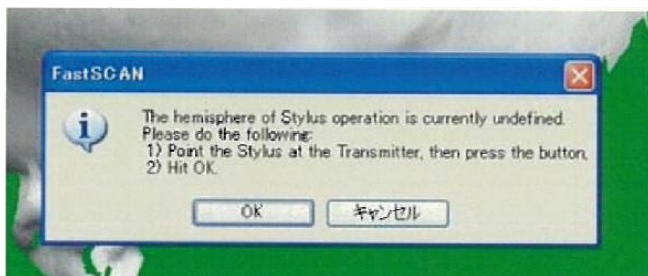 FastSCAN
The hemisphere of Stylus operation is currently undefined.
Please do the following:
1) Point the Stylus at the Transmitter, then press the button.
2) Hit OK.
OK
キャンセル